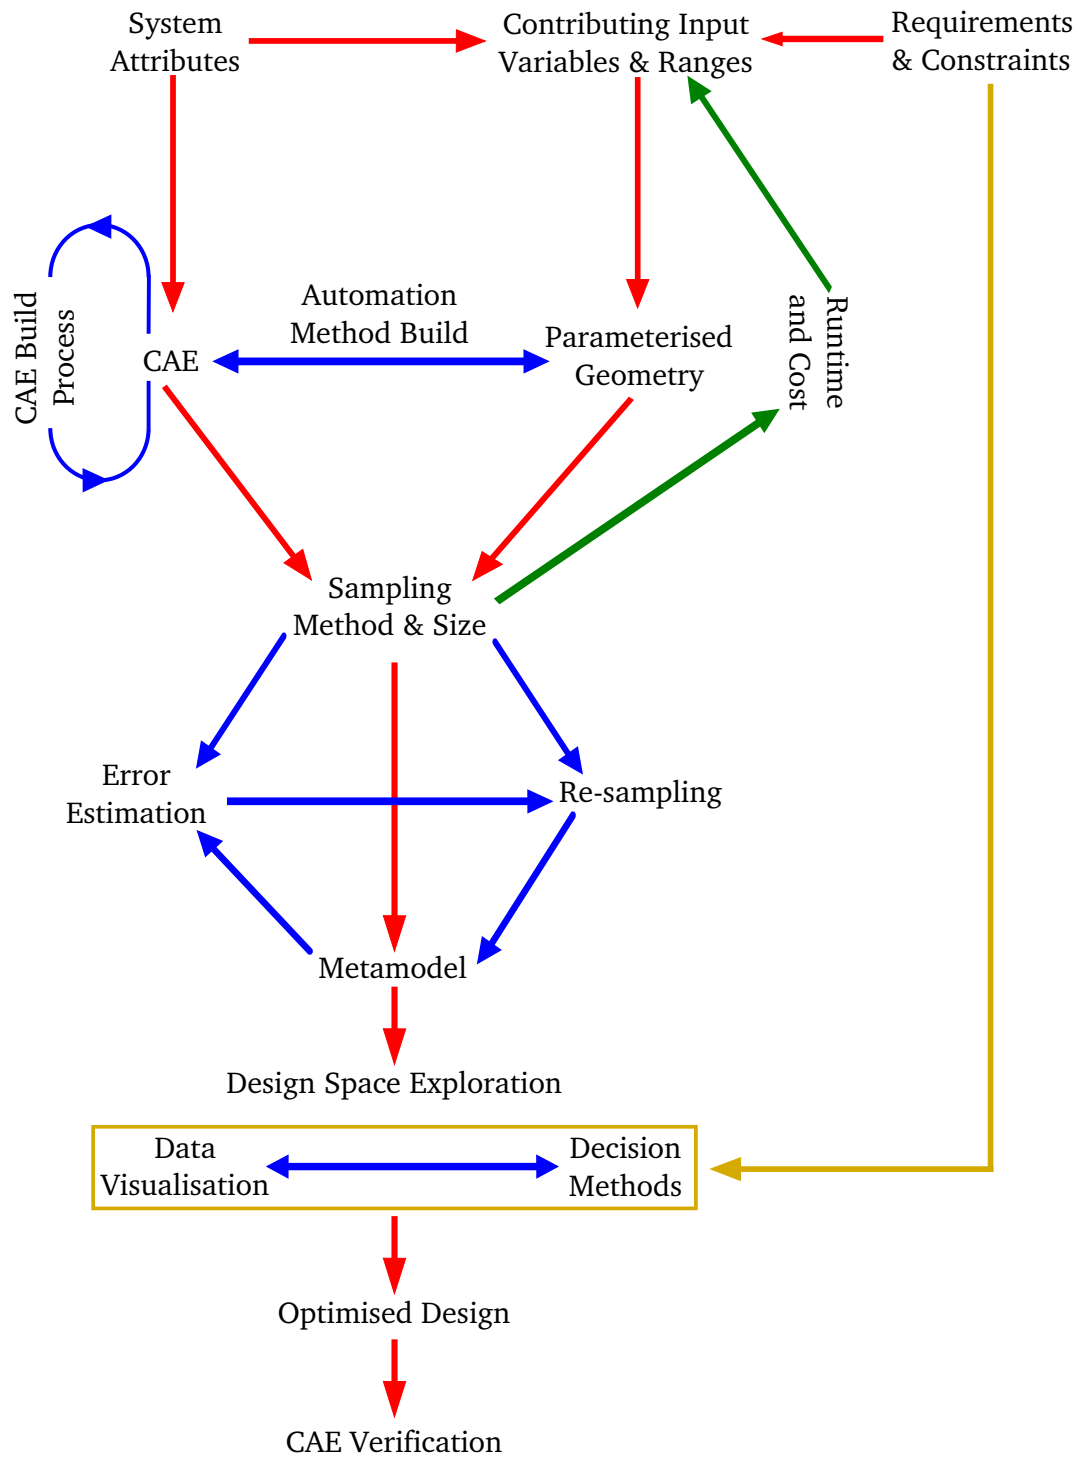 System
Attributes
Contributing Input
Variables & Ranges
Requirements
& Constraints
CAE Build
Process
CAE
Automation
Method Build
Parameterised
Geometry
Runtime
and Cost
Sampling
Method & Size
Error
Estimation
Re-sampling
Metamodel
Design Space Exploration
Data
Visualisation
Decision
Methods
Optimised Design
CAE Verification